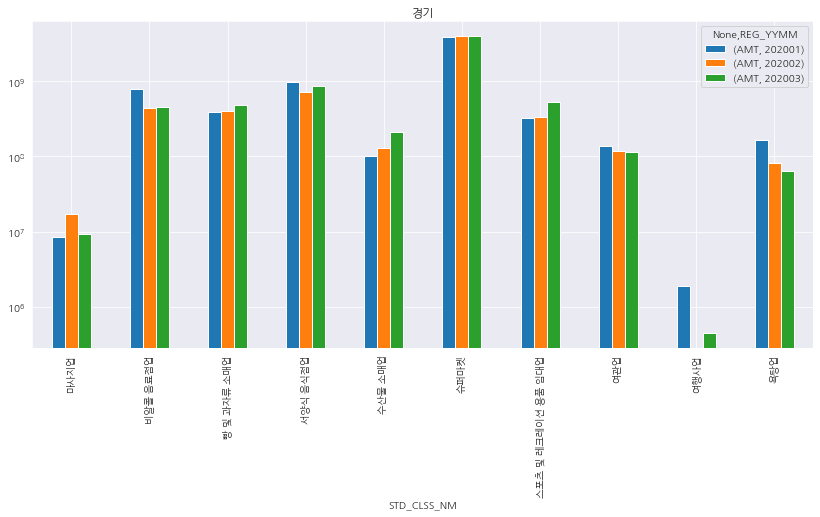 경기
None,REG_YYMM
(AMT, 202001)
(AMT, 202002)
(AMT, 202003)
10⁹
10⁸
10⁷
10⁶
마사지업
비알콜 음료점업
빵 및 과자류 소매업
서양식 음식점업
수산물 소매업
슈퍼마켓
스포츠 및 레크레이션 용품 임대업
여관업
여행사업
욕탕업
STD_CLSS_NM